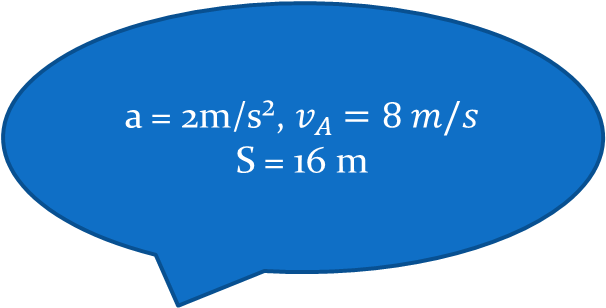 a = 2m/s², v_A = 8 m/s
S = 16 m